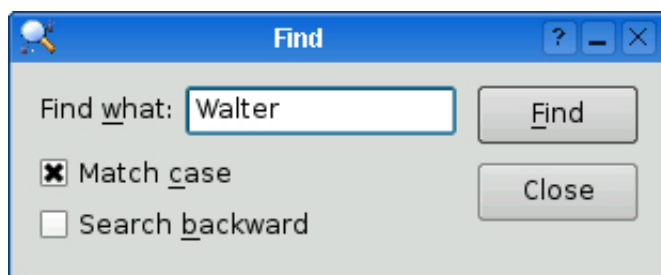 Find
Find what: Walter
Find
Match case
Close
Search backward